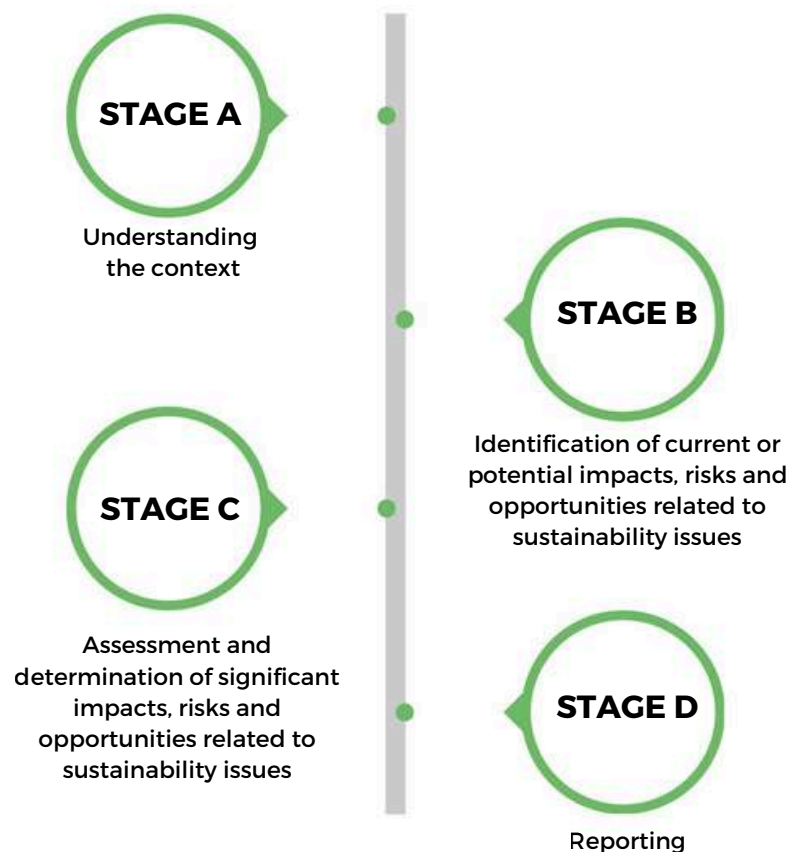 STAGE A
Understanding
the context
STAGE B
Identification of current or
potential impacts, risks and
opportunities related to
sustainability issues
STAGE C
Assessment and
determination of significant
impacts, risks and
opportunities related to
sustainability issues
STAGE D
Reporting